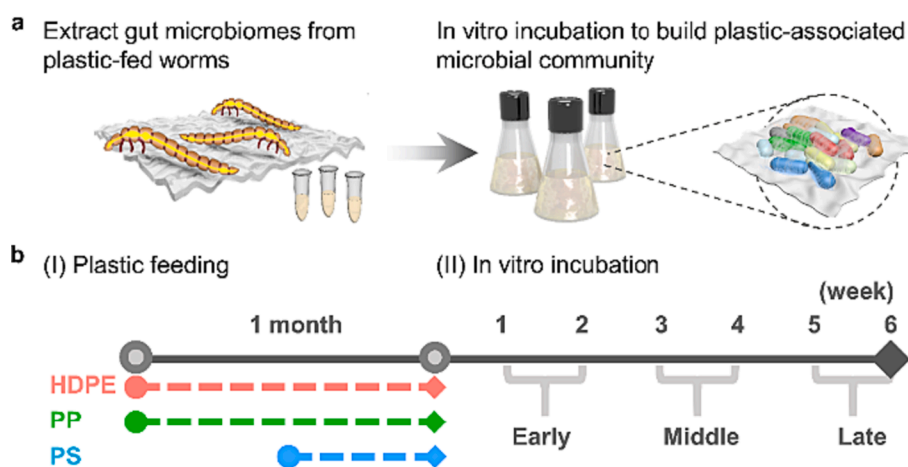 a Extract gut microbiomes from
plastic-fed worms
In vitro incubation to build plastic-associated
microbial community
b (I) Plastic feeding
(II) In vitro incubation
(week)
1 month
1 2 3 4 5 6
HDPE
PP
PS
Early Middle Late